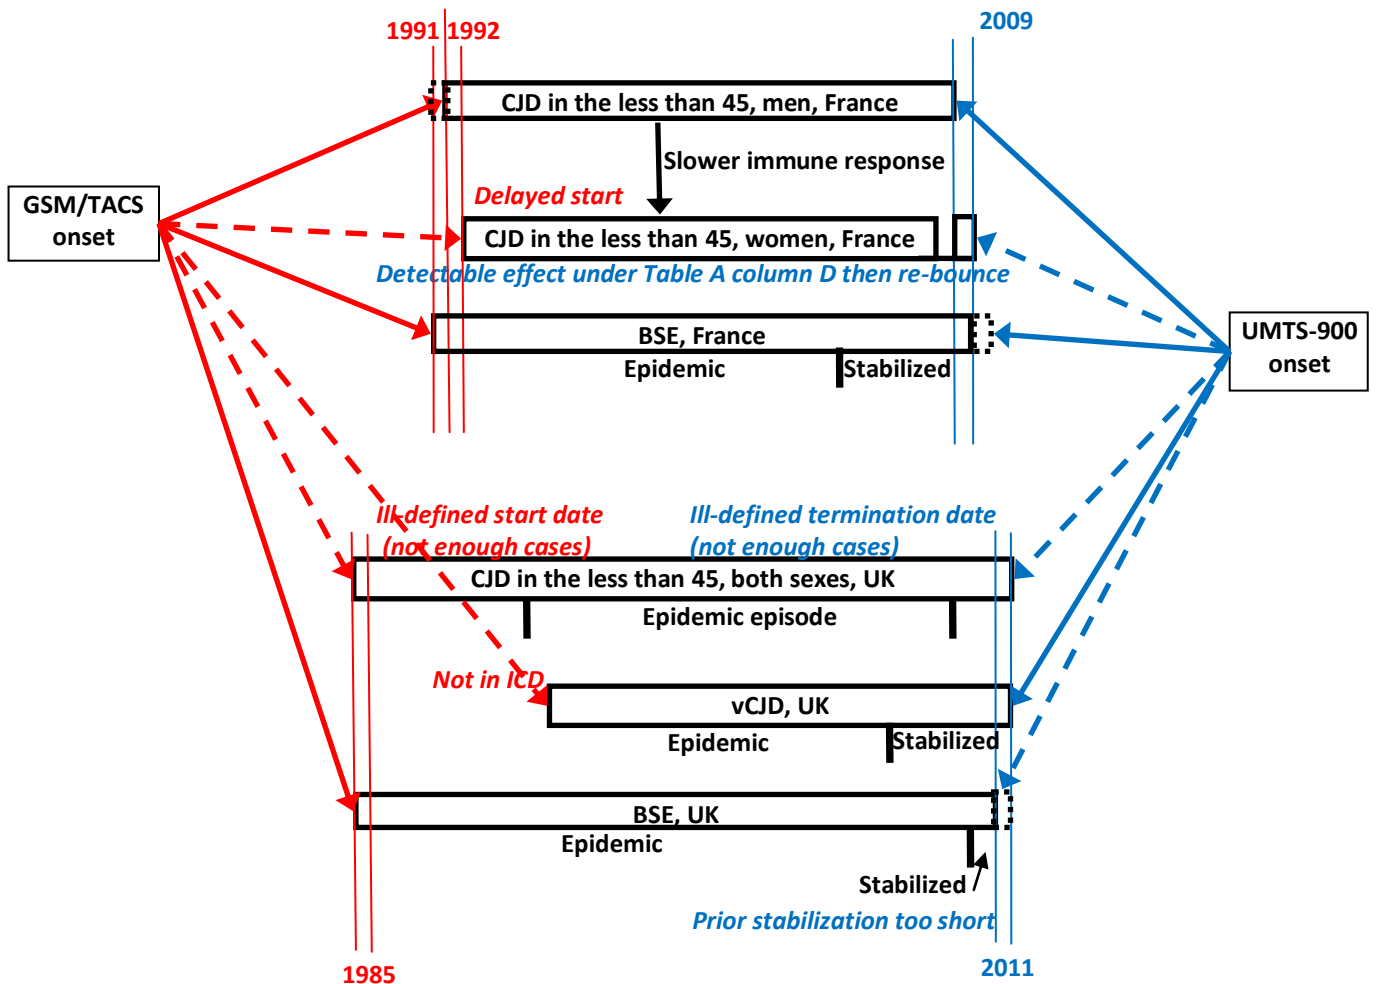 1991
1992
2009
CJD in the less than 45, men, France
Slower immune response
GSM/TACS
onset
Delayed start
CJD in the less than 45, women, France
Detectable effect under Table A column D then re-bounce
BSE, France
Epidemic
Stabilized
UMTS-900
onset
Ill-defined start date
(not enough cases)
Ill-defined termination date
(not enough cases)
CJD in the less than 45, both sexes, UK
Epidemic episode
Not in ICD
vCJD, UK
Epidemic
Stabilized
BSE, UK
Epidemic
Stabilized
Prior stabilization too short
1985
2011